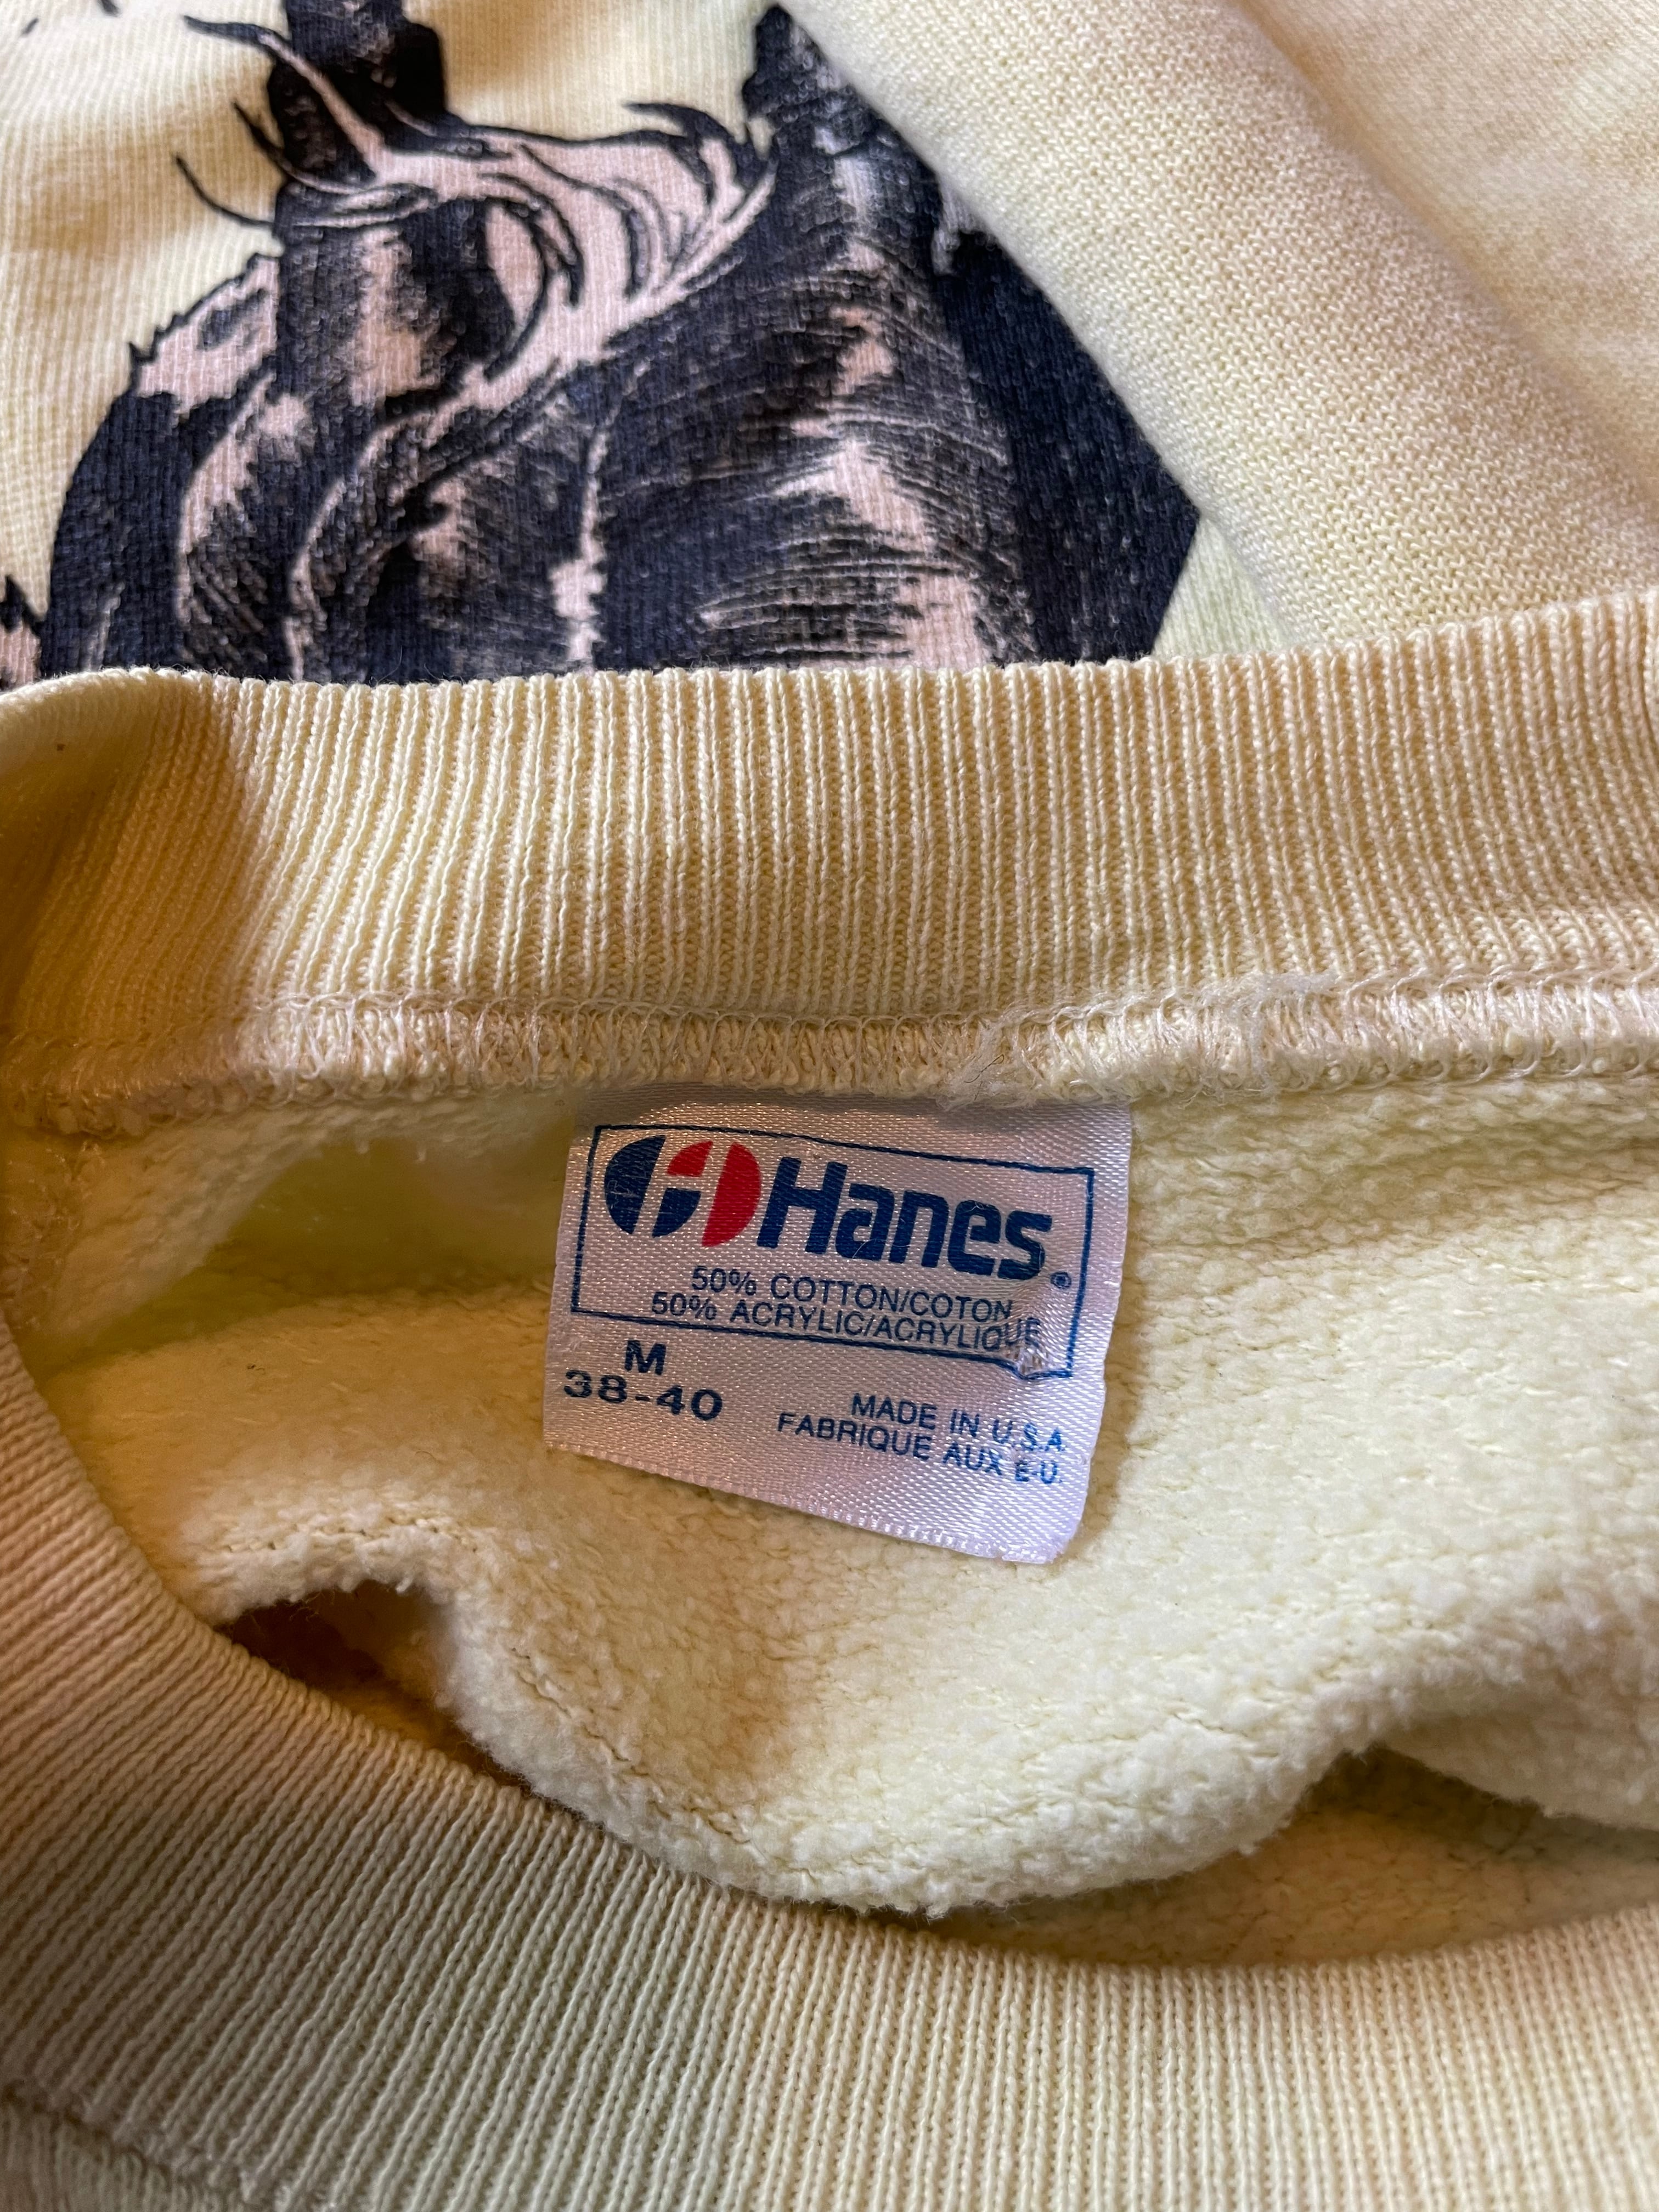 Hanes®
50% COTTON/COTON
50% ACRYLIC/ACRYLIQUE
M
38-40
MADE IN U.S.A.
FABRIQUE AUX E-U.